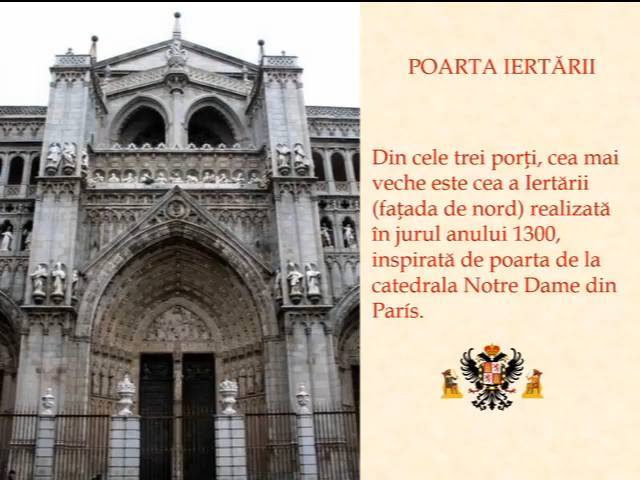 POARTA IERTĂRII
Din cele trei porți, cea mai
veche este cea a Iertării
(fațada de nord) realizată
în jurul anului 1300,
inspirată de poarta de la
catedrala Notre Dame din
París.